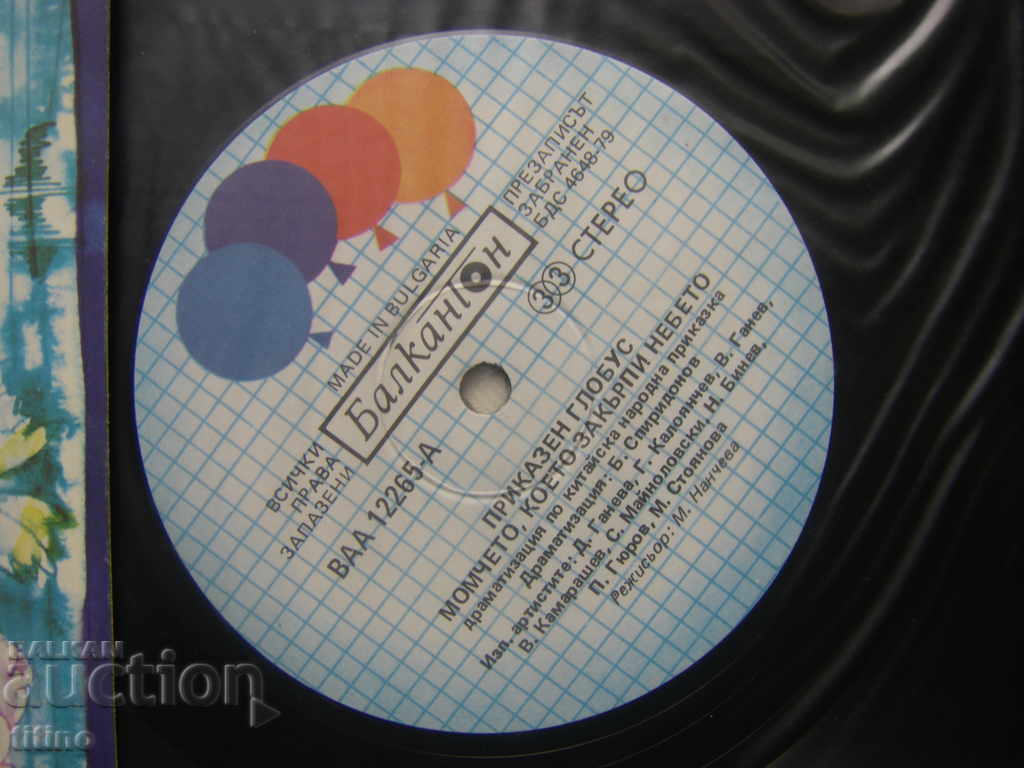 ВСИЧКИ
ПРАВА
ЗАПАЗЕНИ
MADE IN BULGARIA
Балкантон
ПРЕЗАПИСЪТ
ЗАБРАНЕН
БДС 4648-79
ВАА 12265-А
33 СТЕРЕО
ПРИКАЗЕН ГЛОБУС
МОМЧЕТО, КОЕТО ЗАКЪРПИ НЕБЕТО
драматизация по китайска народна приказка
Драматизация: Б. Спиридонов
Изп. артистите: Д. Ганева, Г. Калоянчев, В. Ганев,
В. Камарашев, С. Майноловски, Н. Бинев,
П. Гюров, М. Стоянова
Режисьор: М. Нанчева
BALKAN
auction
titino